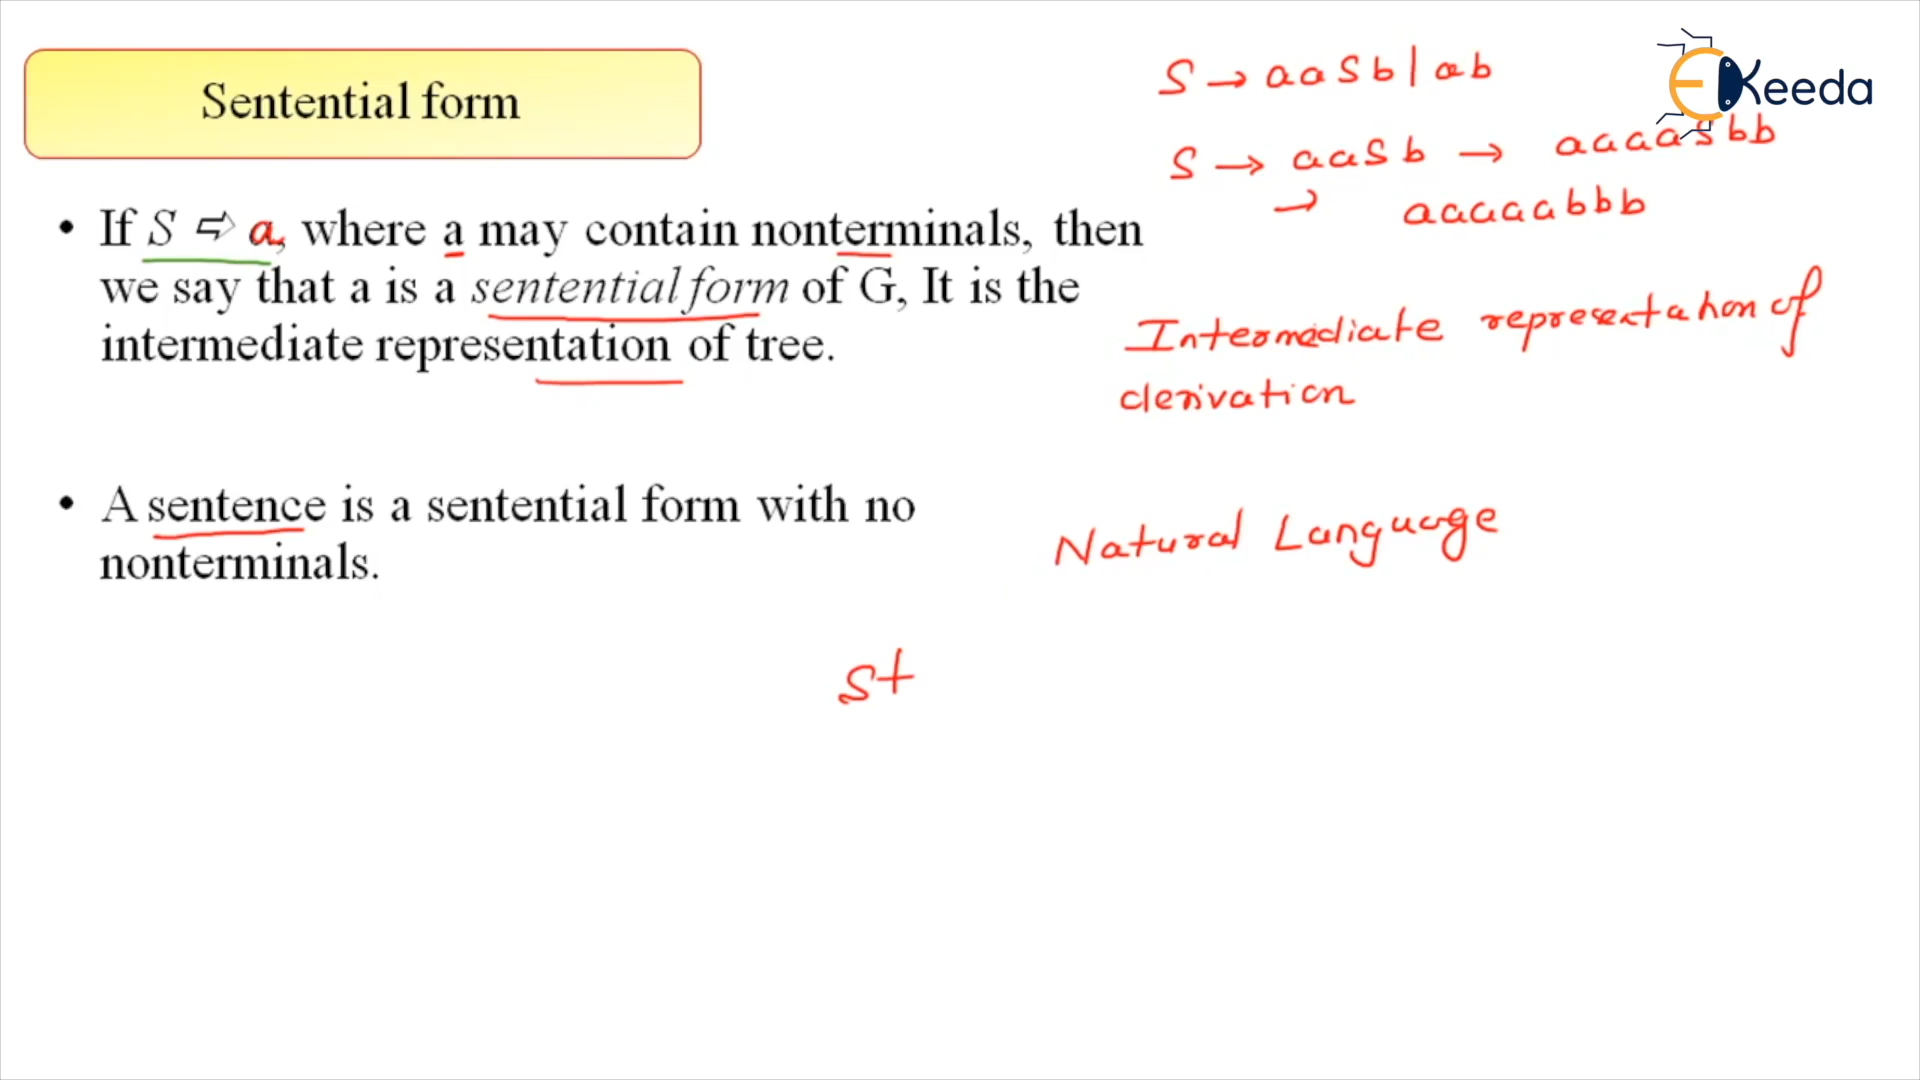 Sentential form
• If S ⇨ a, where a may contain nonterminals, then
we say that a is a sentential form of G, It is the
intermediate representation of tree.
• A sentence is a sentential form with no
nonterminals.
S → aaSb | ab
S → aaSb → aaaaSbb
→ aaaaabbb
Intermediate representation of
derivation
Natural Language
st
EKeeda